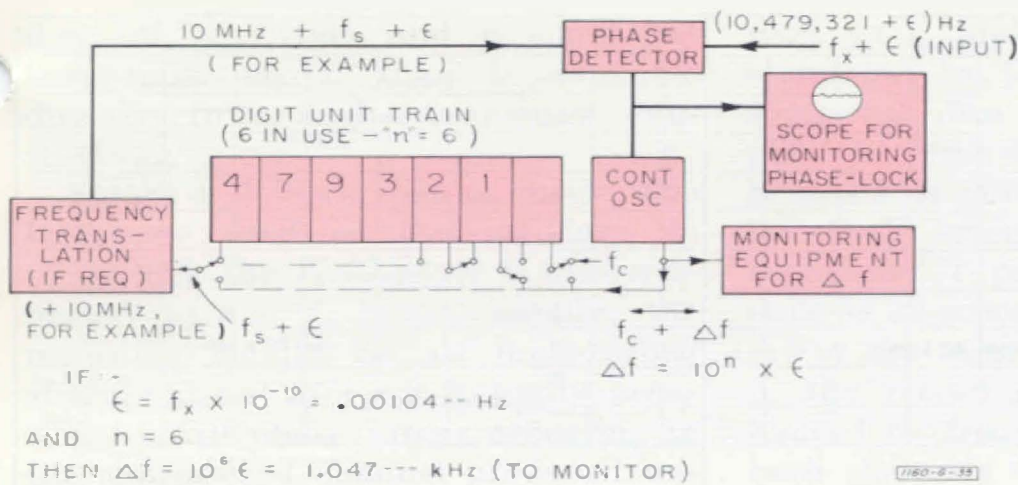 10 MHz + fs + ϵ
( FOR EXAMPLE )
PHASE
DETECTOR
(10,479,321 + ϵ) Hz
fx + ϵ (INPUT)
DIGIT UNIT TRAIN
(6 IN USE - "n" = 6 )
4 7 9 3 2 1
CONT
OSC
SCOPE FOR
MONITORING
PHASE-LOCK
FREQUENCY
TRANS-
LATION
(IF REQ)
fc
MONITORING
EQUIPMENT
FOR Δ f
( + 10 MHz,
FOR EXAMPLE )
fs + ϵ
fc + Δf
Δf = 10ⁿ x ϵ
IF :-
ϵ = fx x 10⁻¹⁰ = .00104-- Hz
AND n = 6
THEN Δf = 10⁶ ϵ = 1.047--- kHz (TO MONITOR)
1160-6-35